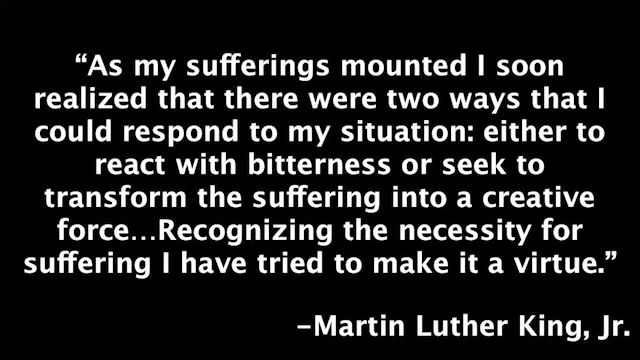 “As my sufferings mounted I soon
realized that there were two ways that I
could respond to my situation: either to
react with bitterness or seek to
transform the suffering into a creative
force…Recognizing the necessity for
suffering I have tried to make it a virtue.”
–Martin Luther King, Jr.